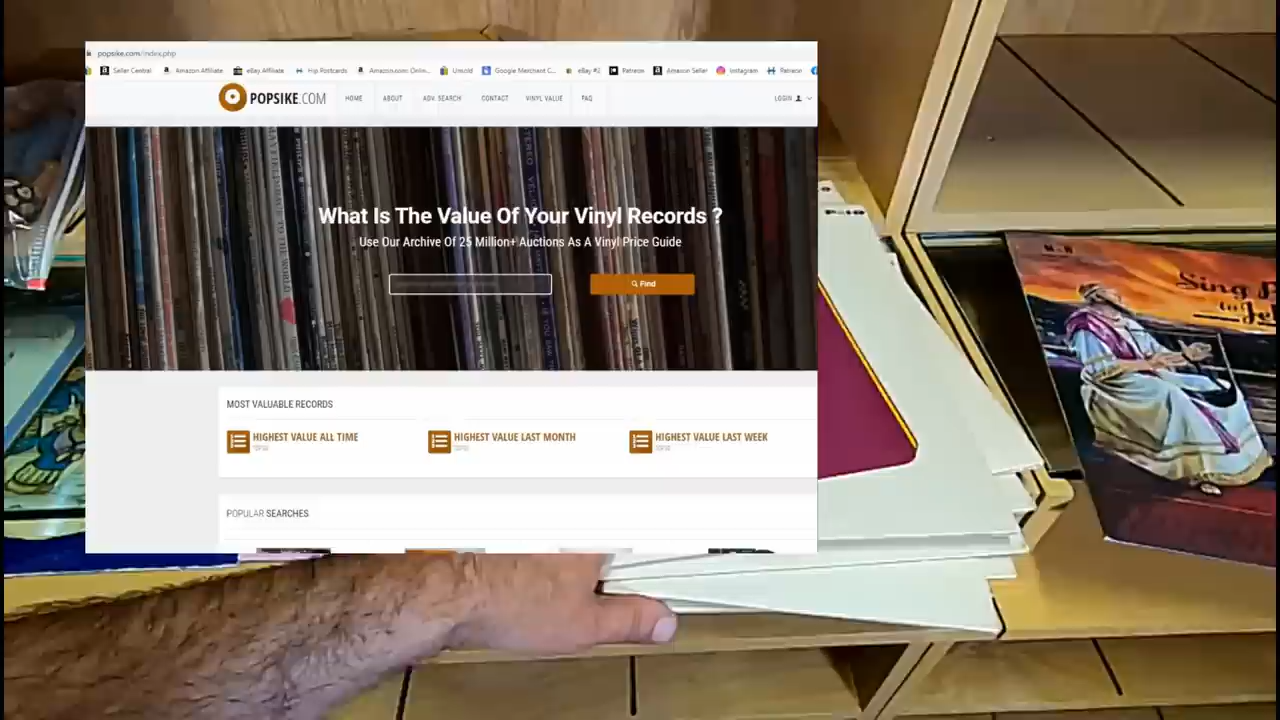 popsike.com/index.php
Seller Central
Amazon Affiliate
eBay Affiliate
Hip Postcards
Amazon.com: Onlin...
Unsold
Google Merchant C...
eBay #2
Patreon
Amazon Seller
Instagram
Patreon
POPSIKE.COM
HOME
ABOUT
ADV. SEARCH
CONTACT
VINYL VALUE
FAQ
LOGIN
What Is The Value Of Your Vinyl Records ?
Use Our Archive Of 25 Million+ Auctions As A Vinyl Price Guide
Find
MOST VALUABLE RECORDS
HIGHEST VALUE ALL TIME
HIGHEST VALUE LAST MONTH
HIGHEST VALUE LAST WEEK
POPULAR SEARCHES
Sing